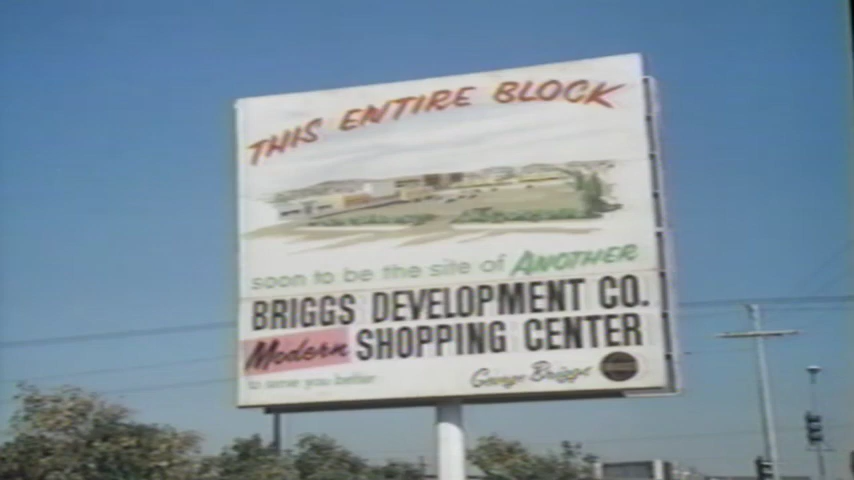 THIS ENTIRE BLOCK
soon to be the site of ANOTHER
BRIGGS DEVELOPMENT CO.
Modern SHOPPING CENTER
to serve you better
George Briggs